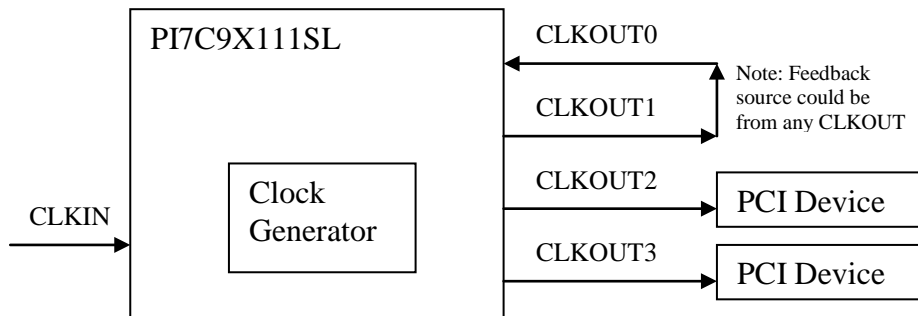 PI7C9X111SL
CLKOUT0
Note: Feedback
source could be
from any CLKOUT
CLKOUT1
Clock
Generator
CLKIN
CLKOUT2
PCI Device
CLKOUT3
PCI Device